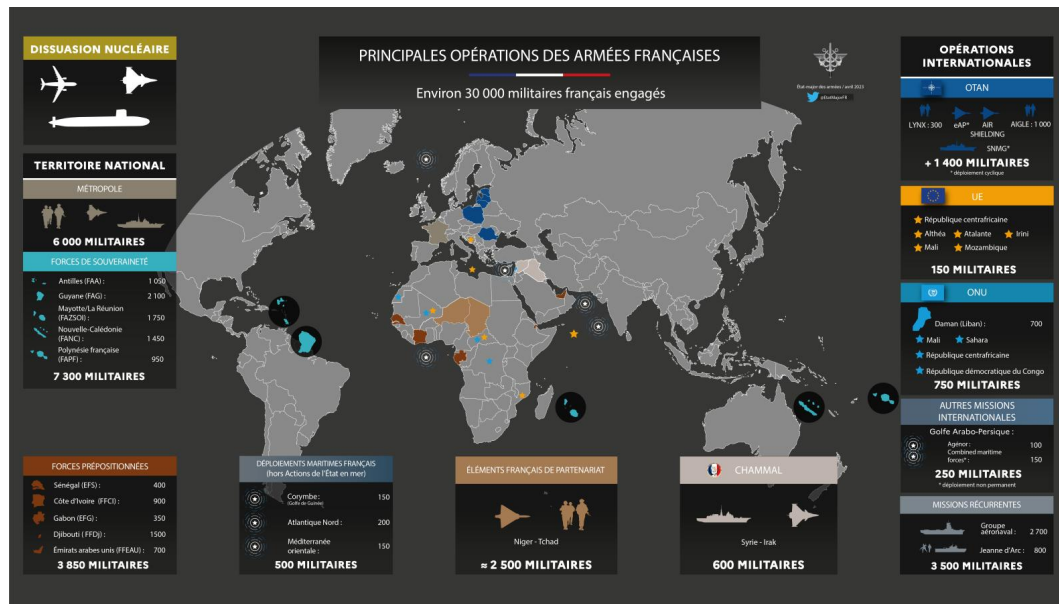 DISSUASION NUCLÉAIRE
TERRITOIRE NATIONAL
MÉTROPOLE
6 000 MILITAIRES
FORCES DE SOUVERAINETÉ
Antilles (FAA) : 1 050
Guyane (FAG) : 2 100
Mayotte/La Réunion
(FAZSOI) : 1 750
Nouvelle-Calédonie
(FANC) : 1 450
Polynésie française
(FAPF) : 950
7 300 MILITAIRES
PRINCIPALES OPÉRATIONS DES ARMÉES FRANÇAISES
Environ 30 000 militaires français engagés
État-major des armées / avril 2023
@EtatMajorFR
OPÉRATIONS
INTERNATIONALES
OTAN
LYNX : 300 eAP* AIR AIGLE : 1 000
SHIELDING
SNMG*
+ 1 400 MILITAIRES
* déploiement cyclique
UE
République centrafricaine
Althéa Atalante Irini
Mali Mozambique
150 MILITAIRES
ONU
Daman (Liban) : 700
Mali Sahara
République centrafricaine
République démocratique du Congo
750 MILITAIRES
AUTRES MISSIONS
INTERNATIONALES
Golfe Arabo-Persique :
Agénor : 100
Combined maritime
forces* : 150
250 MILITAIRES
* déploiement non permanent
MISSIONS RÉCURRENTES
Groupe
aéronaval : 2 700
Jeanne d'Arc : 800
3 500 MILITAIRES
FORCES PRÉPOSITIONNÉES
Sénégal (EFS) : 400
Côte d'Ivoire (FFCI) : 900
Gabon (EFG) : 350
Djibouti ( FFDj) : 1500
Émirats arabes unis (FFEAU) : 700
3 850 MILITAIRES
DÉPLOIEMENTS MARITIMES FRANÇAIS
(hors Actions de l'État en mer)
Corymbe : 150
(Golfe de Guinée)
Atlantique Nord : 200
Méditerranée
orientale : 150
500 MILITAIRES
ÉLÉMENTS FRANÇAIS DE PARTENARIAT
Niger - Tchad
≈ 2 500 MILITAIRES
CHAMMAL
Syrie - Irak
600 MILITAIRES